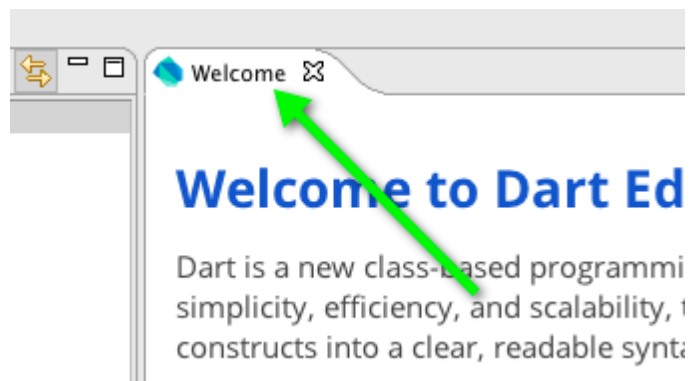 Welcome
Welcome to Dart Ed
Dart is a new class-based programmi
simplicity, efficiency, and scalability,
constructs into a clear, readable synta